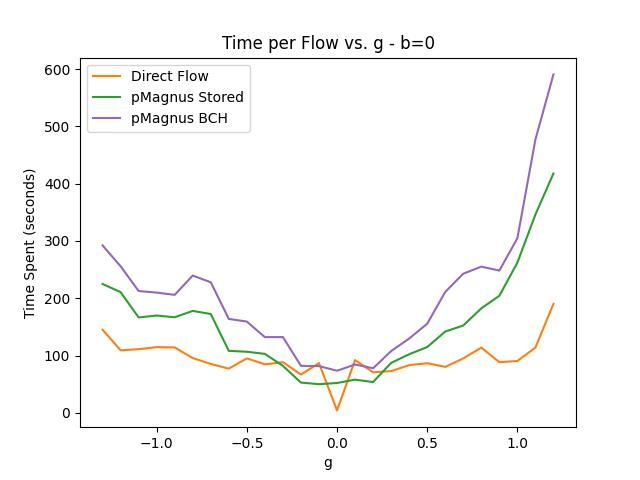 Time per Flow vs. g - b=0
Direct Flow
pMagnus Stored
pMagnus BCH
Time Spent (seconds)
600
500
400
300
200
100
0
−1.0 −0.5 0.0 0.5 1.0
g